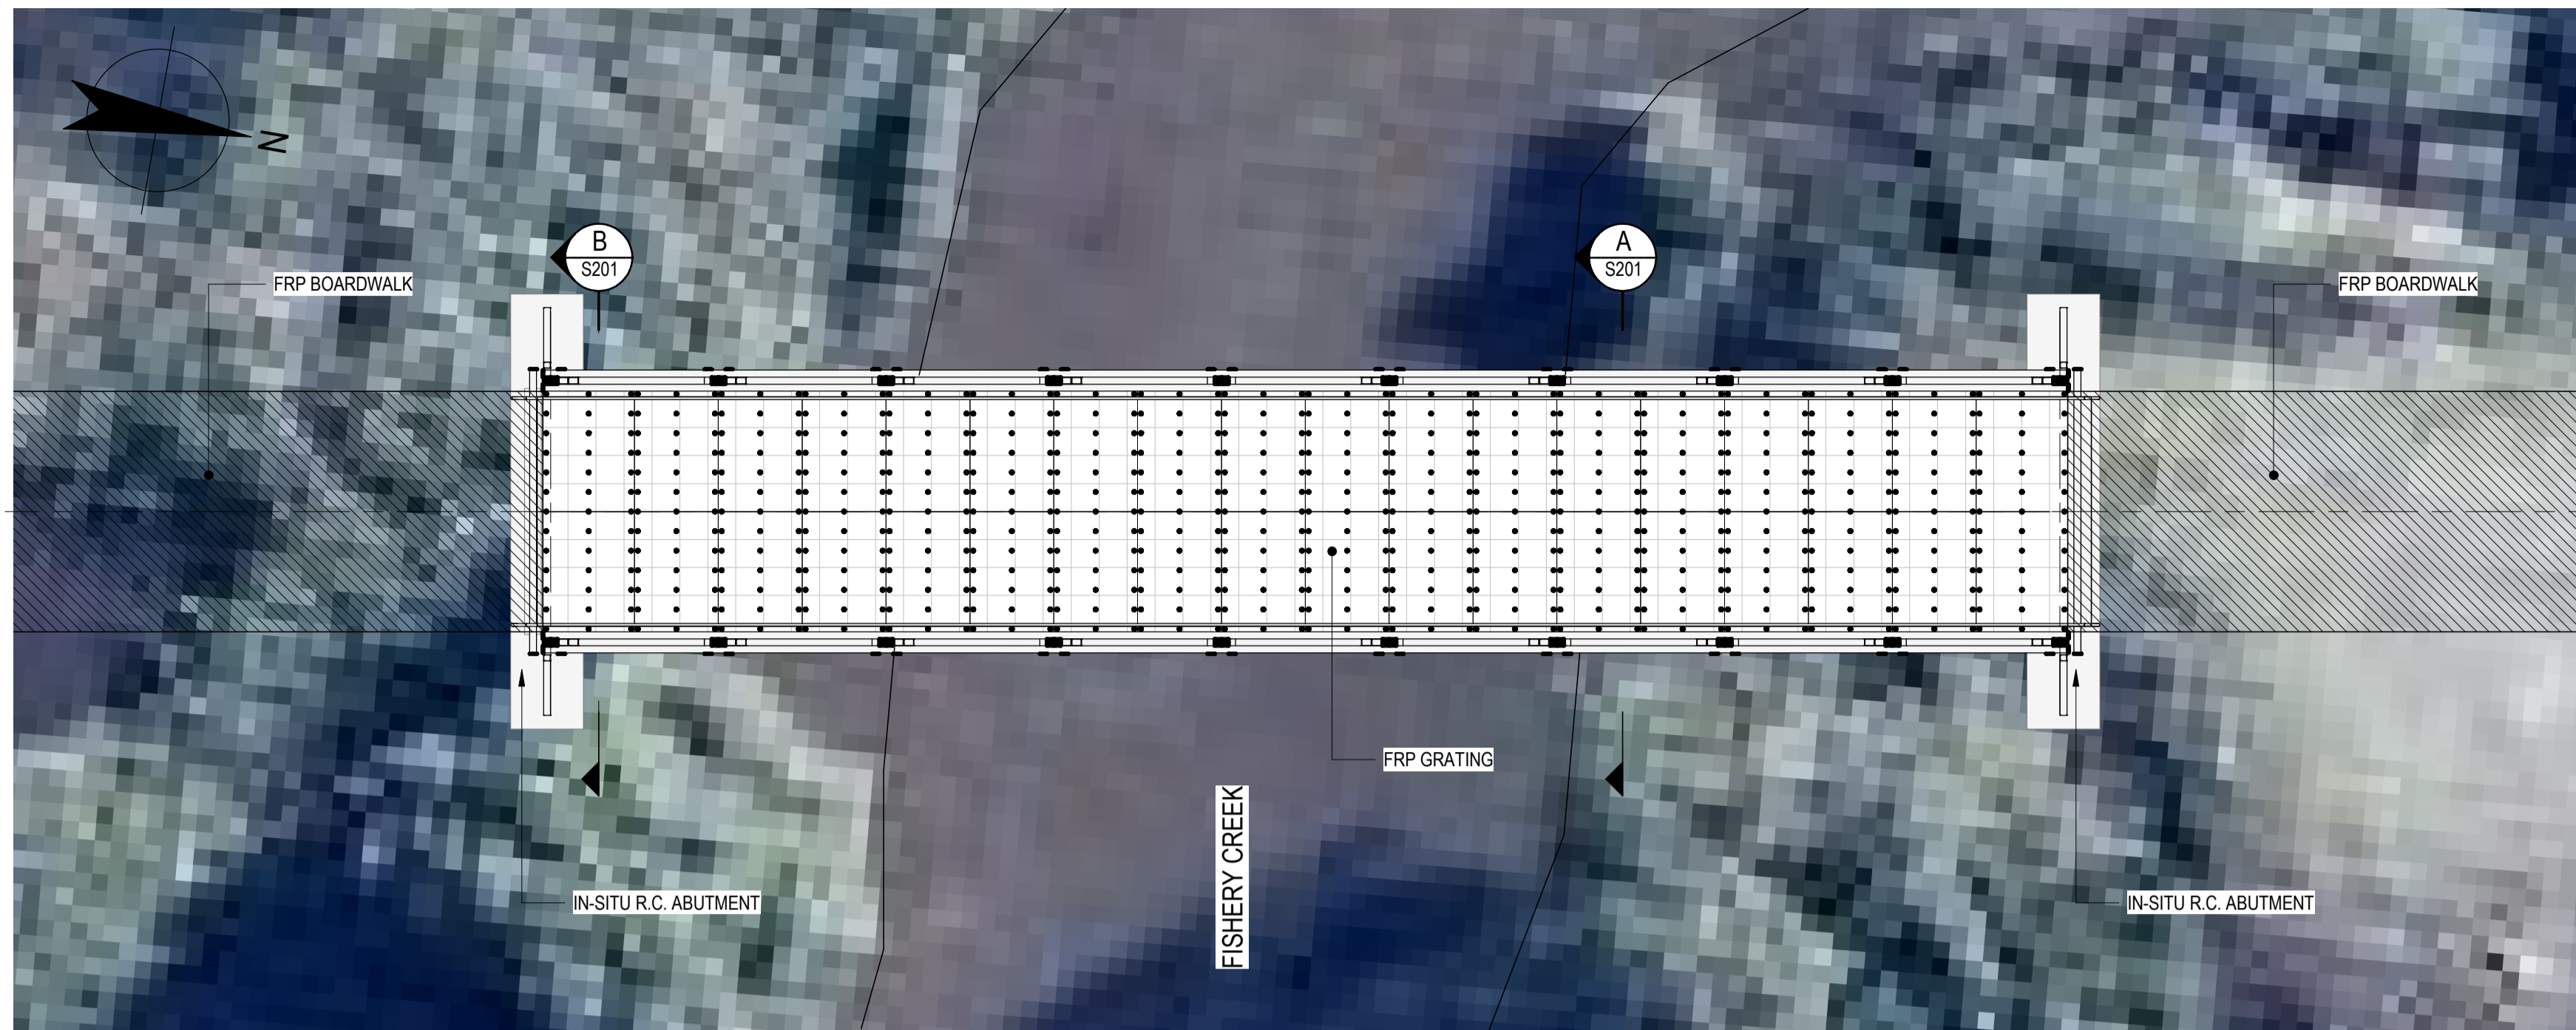 N
B
S201
A
S201
FRP BOARDWALK
FRP BOARDWALK
FRP GRATING
FISHERY CREEK
IN-SITU R.C. ABUTMENT
IN-SITU R.C. ABUTMENT